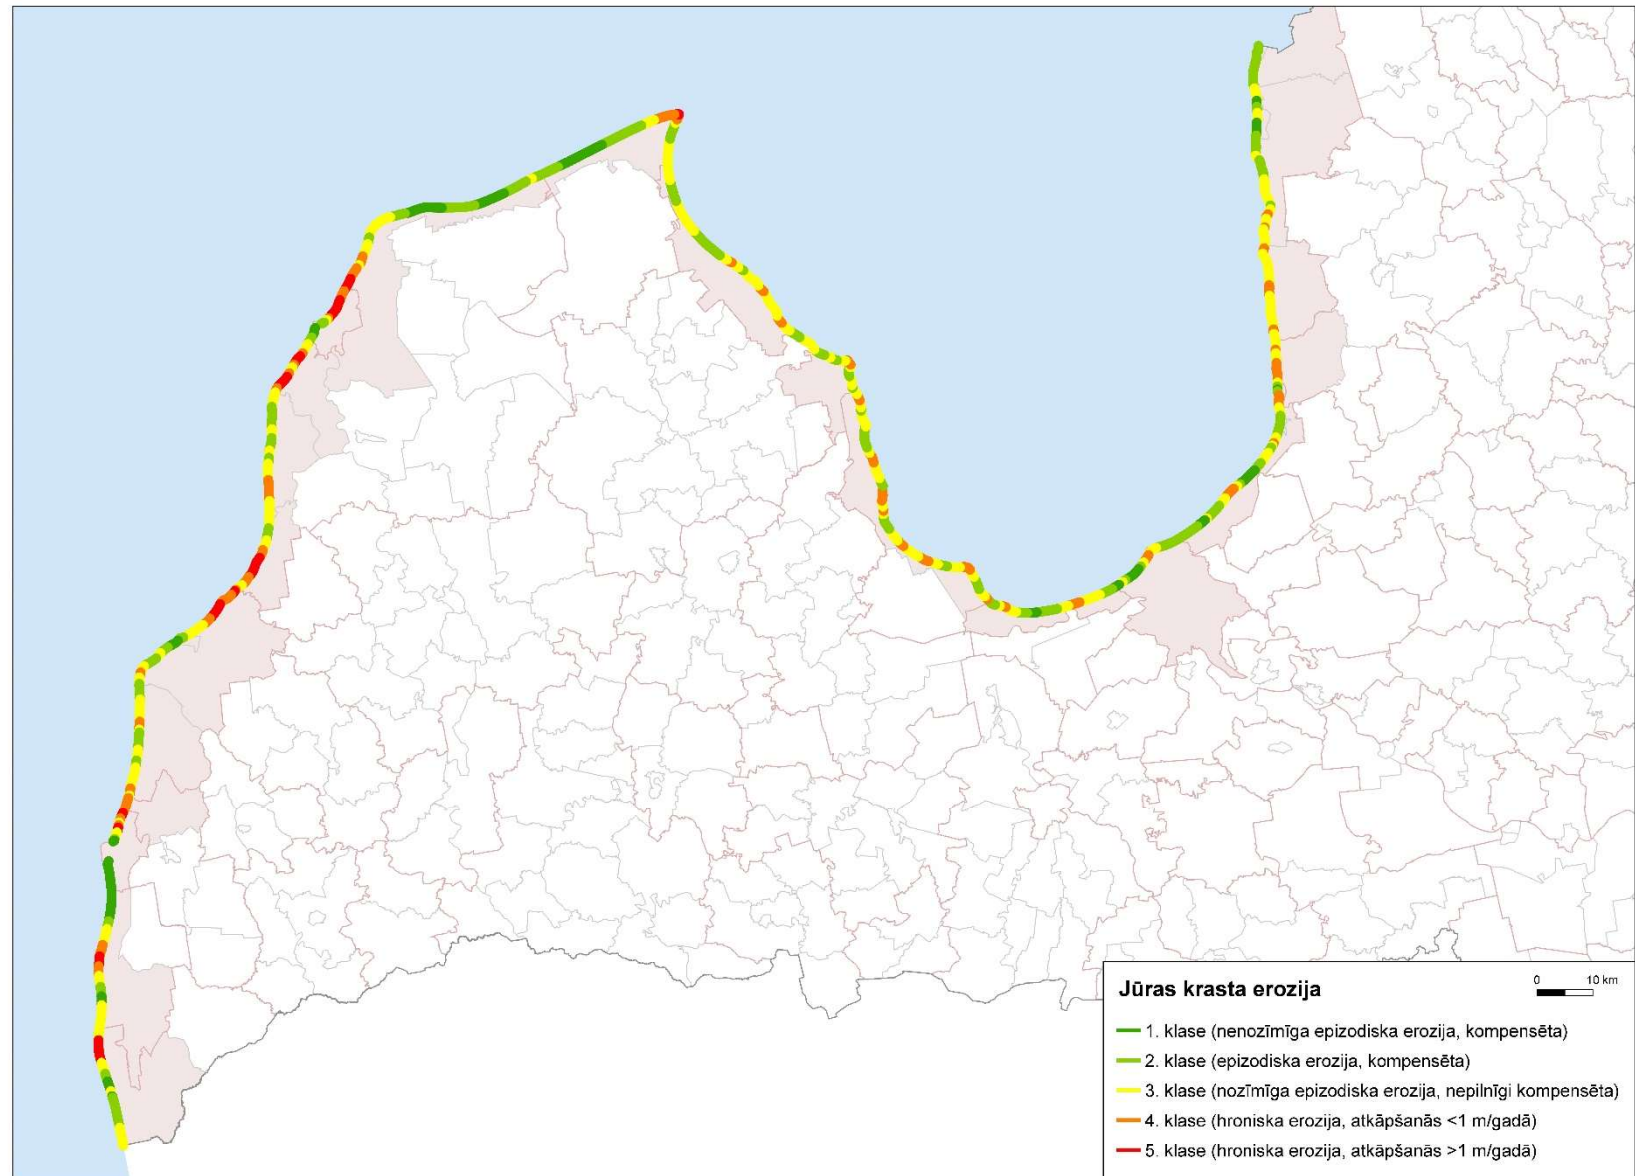 Jūras krasta erozija
0 10 km
1. klase (nenozīmīga epizodiska erozija, kompensēta)
2. klase (epizodiska erozija, kompensēta)
3. klase (nozīmīga epizodiska erozija, nepilnīgi kompensēta)
4. klase (hroniska erozija, atkāpšanās <1 m/gadā)
5. klase (hroniska erozija, atkāpšanās >1 m/gadā)